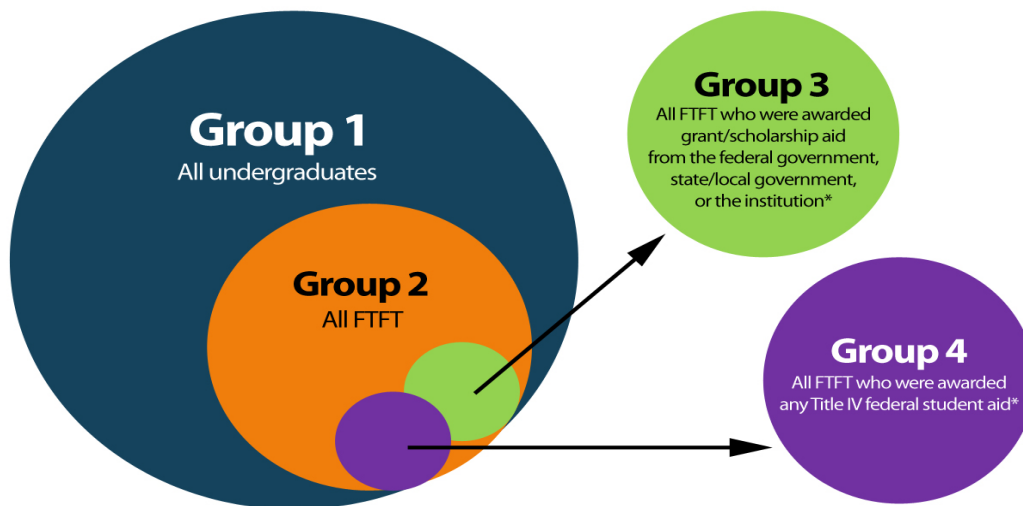 Group 1
All undergraduates
Group 2
All FTFT
Group 3
All FTFT who were awarded
grant/scholarship aid
from the federal government,
state/local government,
or the institution*
Group 4
All FTFT who were awarded
any Title IV federal student aid*